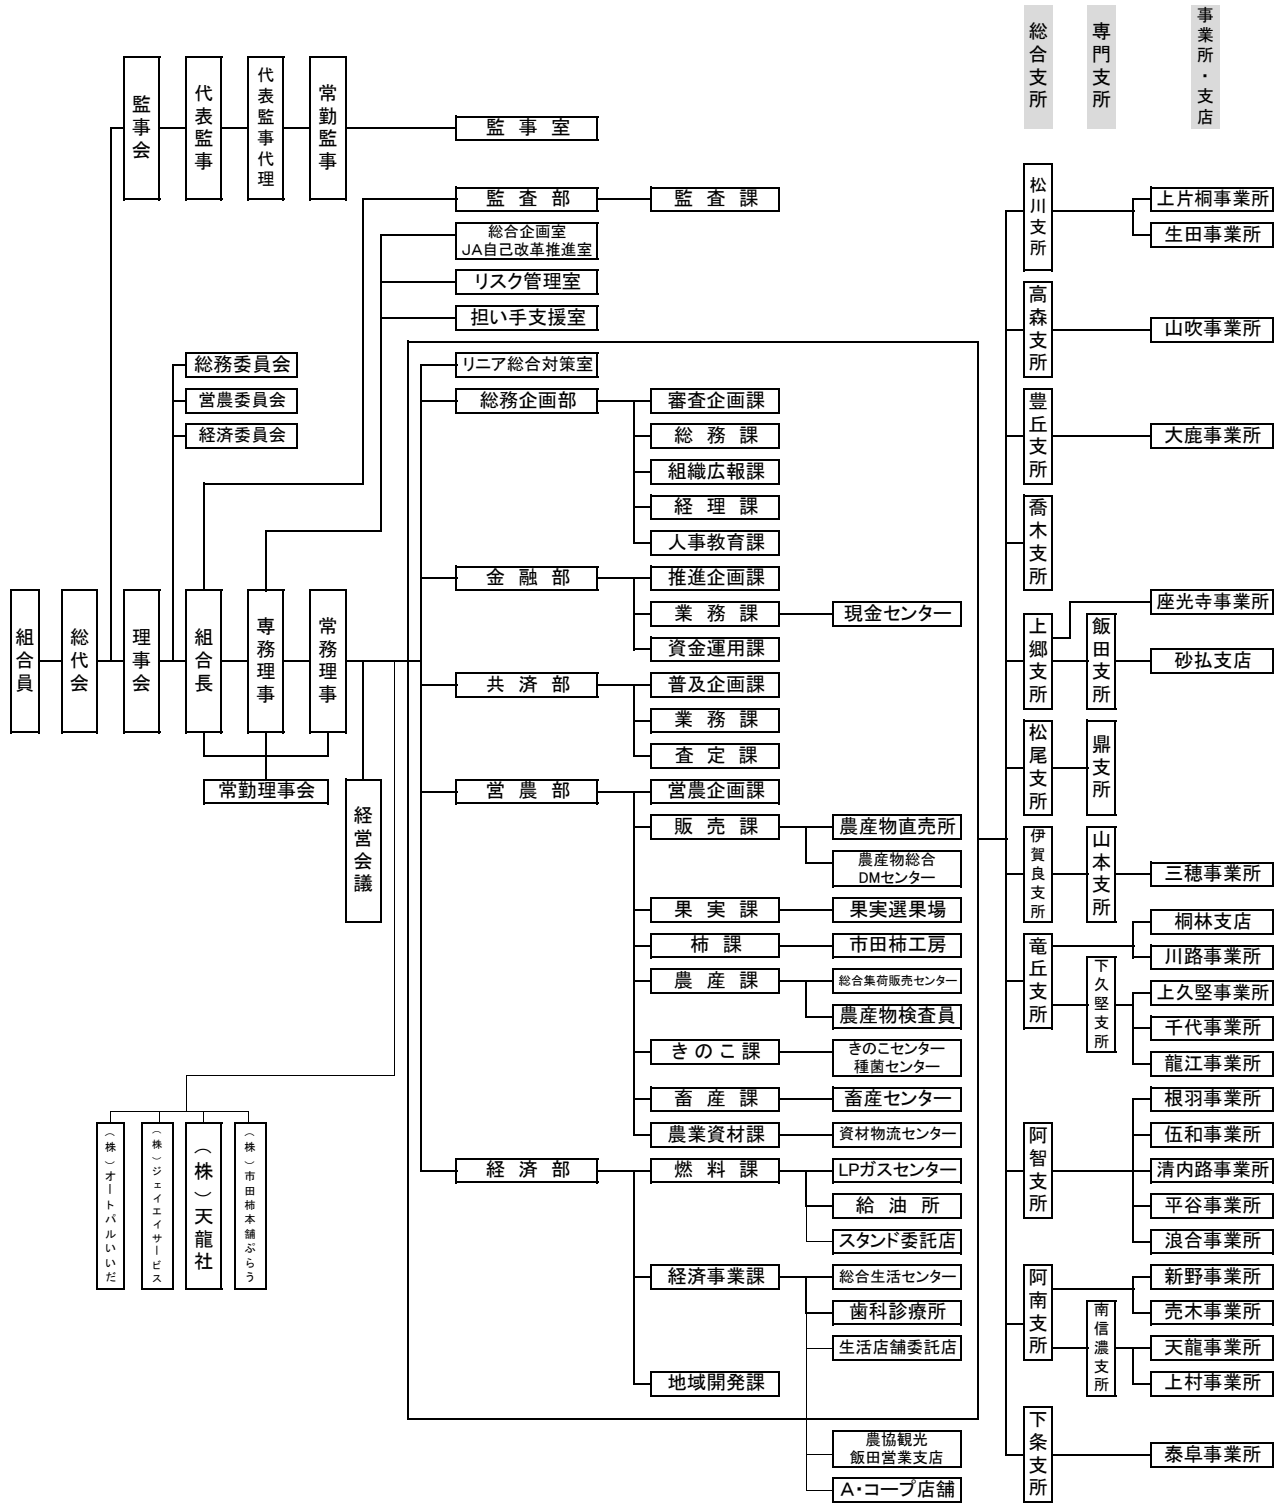 総合支所
専門支所
事業所・支店
監事会
代表監事
代表監事代理
常勤監事
監事室
監査部
監査課
総合企画室
JA自己改革推進室
リスク管理室
担い手支援室
総務委員会
営農委員会
経済委員会
組合員
総代会
理事会
組合長
専務理事
常務理事
常勤理事会
経営会議
(株)オートパルいいだ
(株)ジェイエイサービス
(株)天龍社
(株)市田柿本舗ぷらう
リニア総合対策室
総務企画部
審査企画課
総務課
組織広報課
経理課
人事教育課
金融部
推進企画課
業務課
現金センター
資金運用課
共済部
普及企画課
業務課
査定課
営農部
営農企画課
販売課
農産物直売所
農産物総合
DMセンター
果実課
果実選果場
柿課
市田柿工房
農産課
総合集荷販売センター
農産物検査員
きのこ課
きのこセンター
種菌センター
畜産課
畜産センター
農業資材課
資材物流センター
経済部
燃料課
LPガスセンター
給油所
スタンド委託店
経済事業課
総合生活センター
歯科診療所
生活店舗委託店
地域開発課
農協観光
飯田営業支店
A・コープ店舗
松川支所
上片桐事業所
生田事業所
高森支所
山吹事業所
豊丘支所
大鹿事業所
喬木支所
上郷支所
座光寺事業所
飯田支所
砂払支店
松尾支所
鼎支所
伊賀良支所
山本支所
三穂事業所
竜丘支所
桐林支店
川路事業所
下久堅支所
上久堅事業所
千代事業所
龍江事業所
阿智支所
根羽事業所
伍和事業所
清内路事業所
平谷事業所
浪合事業所
阿南支所
新野事業所
売木事業所
南信濃支所
天龍事業所
上村事業所
下条支所
泰阜事業所